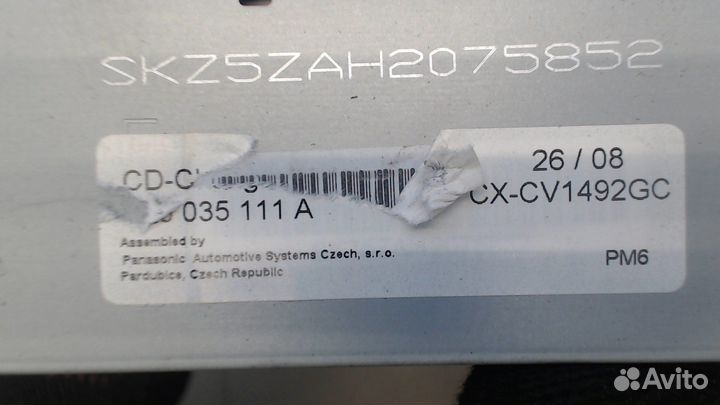 SKZ5ZAH2075852
26 / 08
035 111 A
CX-CV1492GC
Assembled by
Panasonic Automotive Systems Czech, s.r.o.
Pardubice, Czech Republic
PM6
Avito